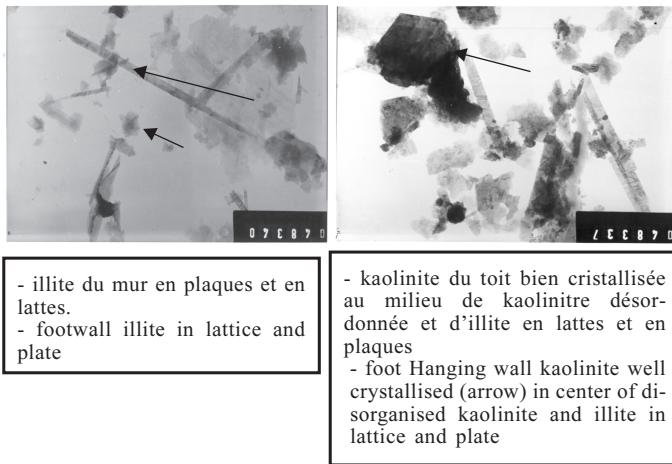 048340
048337
- illite du mur en plaques et en
lattes.
- footwall illite in lattice and
plate
- kaolinite du toit bien cristallisée
au milieu de kaolinitre désor-
donnée et d'illite en lattes et en
plaques
- foot Hanging wall kaolinite well
crystallised (arrow) in center of di-
sorganised kaolinite and illite in
lattice and plate